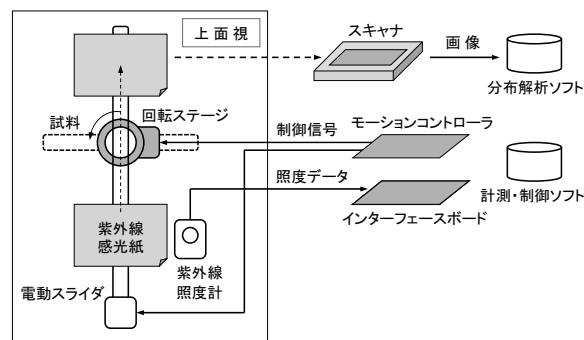 上面視
スキャナ
画像
分布解析ソフト
試料
回転ステージ
制御信号
モーションコントローラ
照度データ
計測・制御ソフト
インターフェースボード
紫外線
感光紙
紫外線
照度計
電動スライダ